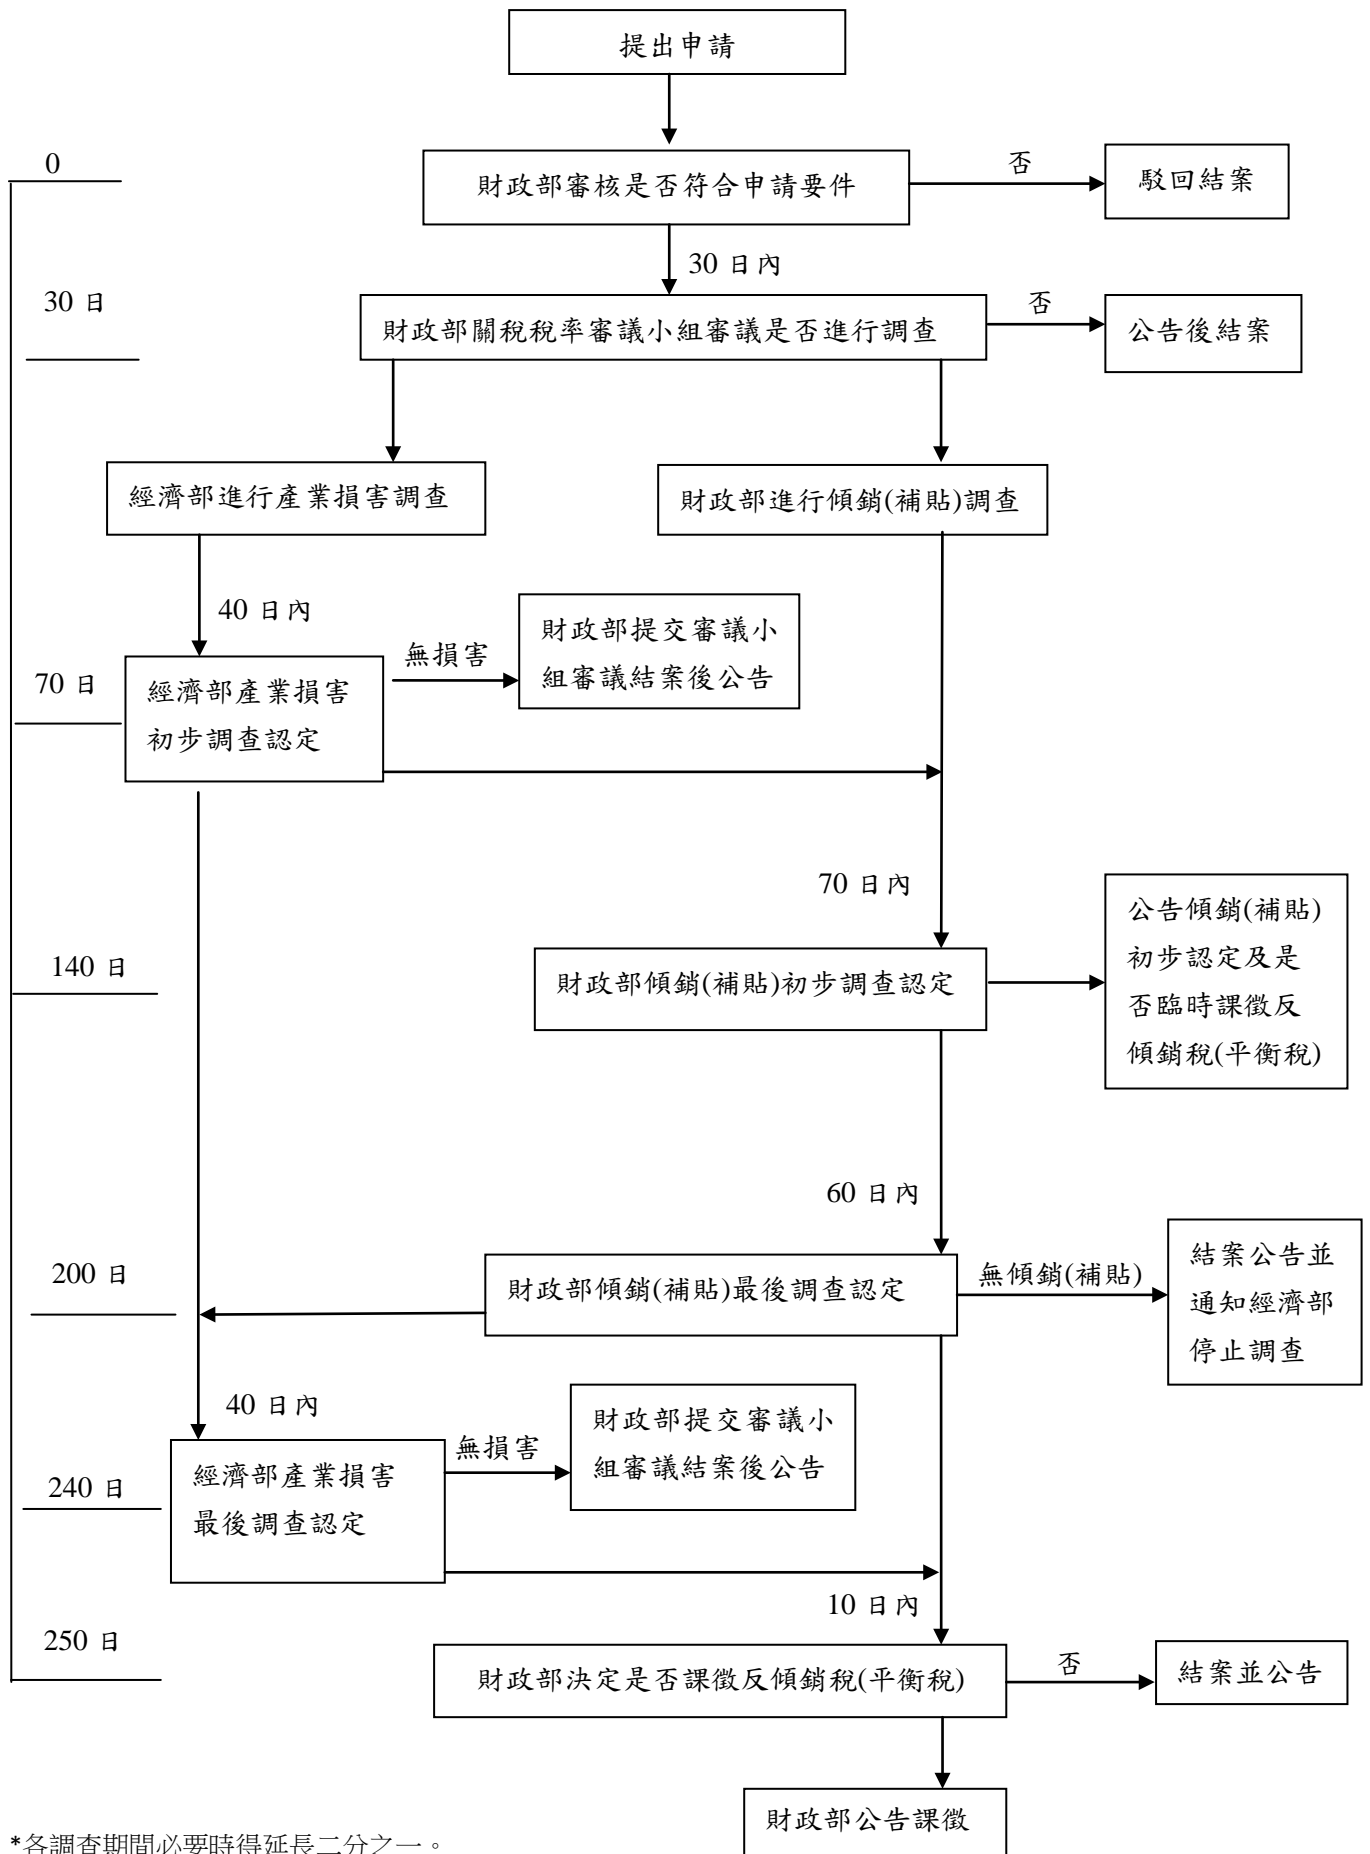 提出申請
0
財政部審核是否符合申請要件
否
駁回結案
30 日內
30 日
財政部關稅稅率審議小組審議是否進行調查
否
公告後結案
經濟部進行產業損害調查
財政部進行傾銷(補貼)調查
40 日內
70 日
經濟部產業損害
初步調查認定
無損害
財政部提交審議小
組審議結案後公告
70 日內
140 日
財政部傾銷(補貼)初步調查認定
公告傾銷(補貼)
初步認定及是
否臨時課徵反
傾銷稅(平衡稅)
60 日內
200 日
財政部傾銷(補貼)最後調查認定
無傾銷(補貼)
結案公告並
通知經濟部
停止調查
40 日內
240 日
經濟部產業損害
最後調查認定
無損害
財政部提交審議小
組審議結案後公告
10 日內
250 日
財政部決定是否課徵反傾銷稅(平衡稅)
否
結案並公告
財政部公告課徵
*各調查期間必要時得延長二分之一。